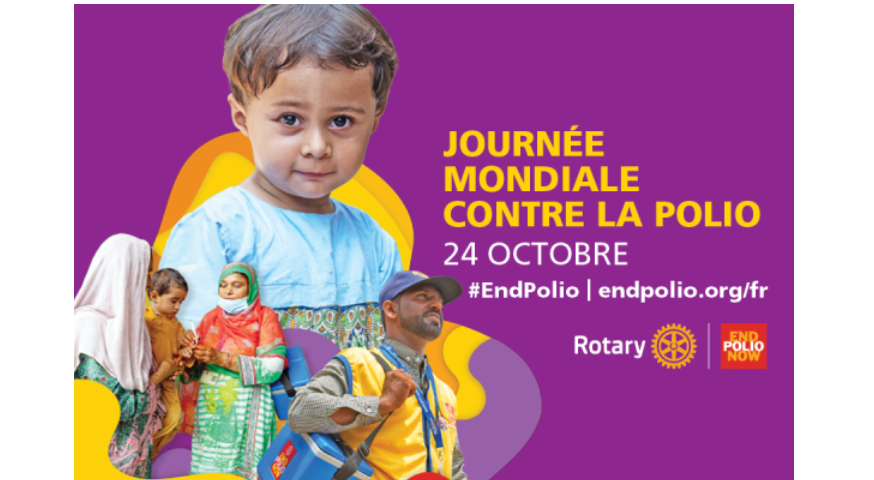 JOURNÉE
MONDIALE
CONTRE LA POLIO
24 OCTOBRE
#EndPolio | endpolio.org/fr
Rotary
END
POLIO
NOW